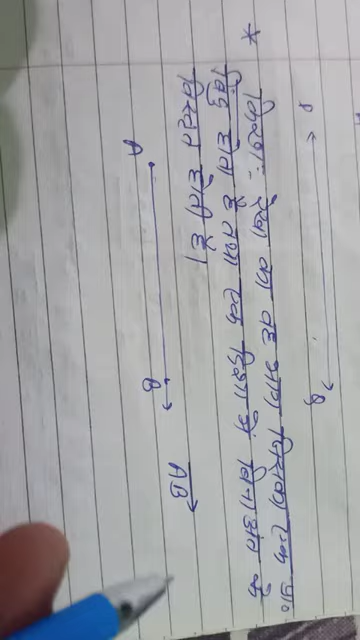 * किरण:- रेखा का वह भाग जिसका एक प्रा०
बिंदु होता है तथा एक दिशा में बिना अंत के
विस्तृत होती है।
A B AB